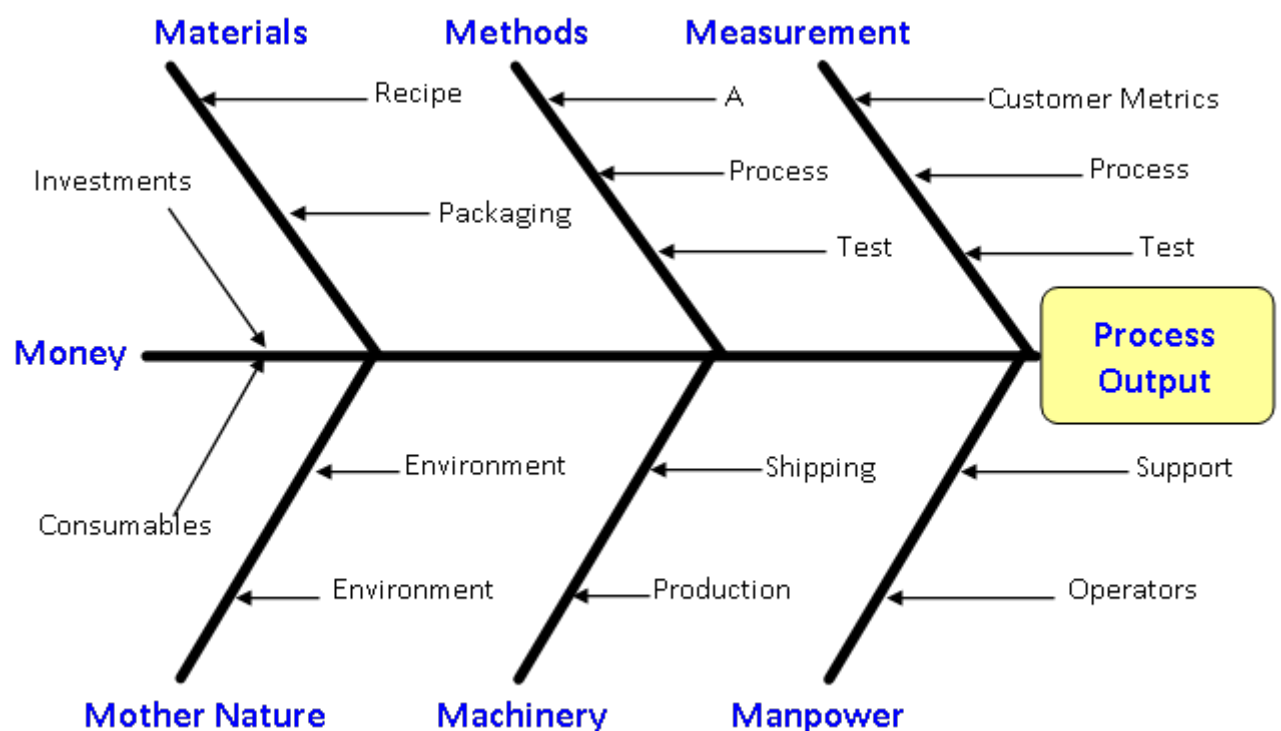 Materials
Methods
Measurement
Recipe
A
Customer Metrics
Investments
Process
Process
Packaging
Test
Test
Money
Process
Output
Environment
Shipping
Support
Consumables
Environment
Production
Operators
Mother Nature
Machinery
Manpower